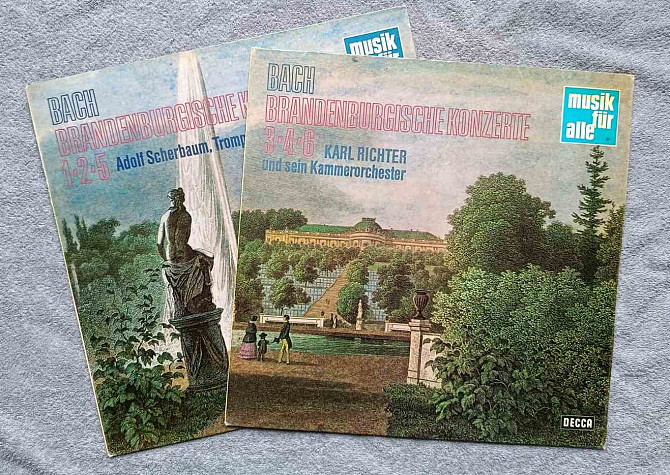 BACH
BRANDENBURGISCHE
1·2·5
Adolf Scherbaum,
musik
für
BACH
BRANDENBURGISCHE KONZERTE
3·4·6
KARL RICHTER
und sein Kammerorchester
musik
für
alle
DECCA